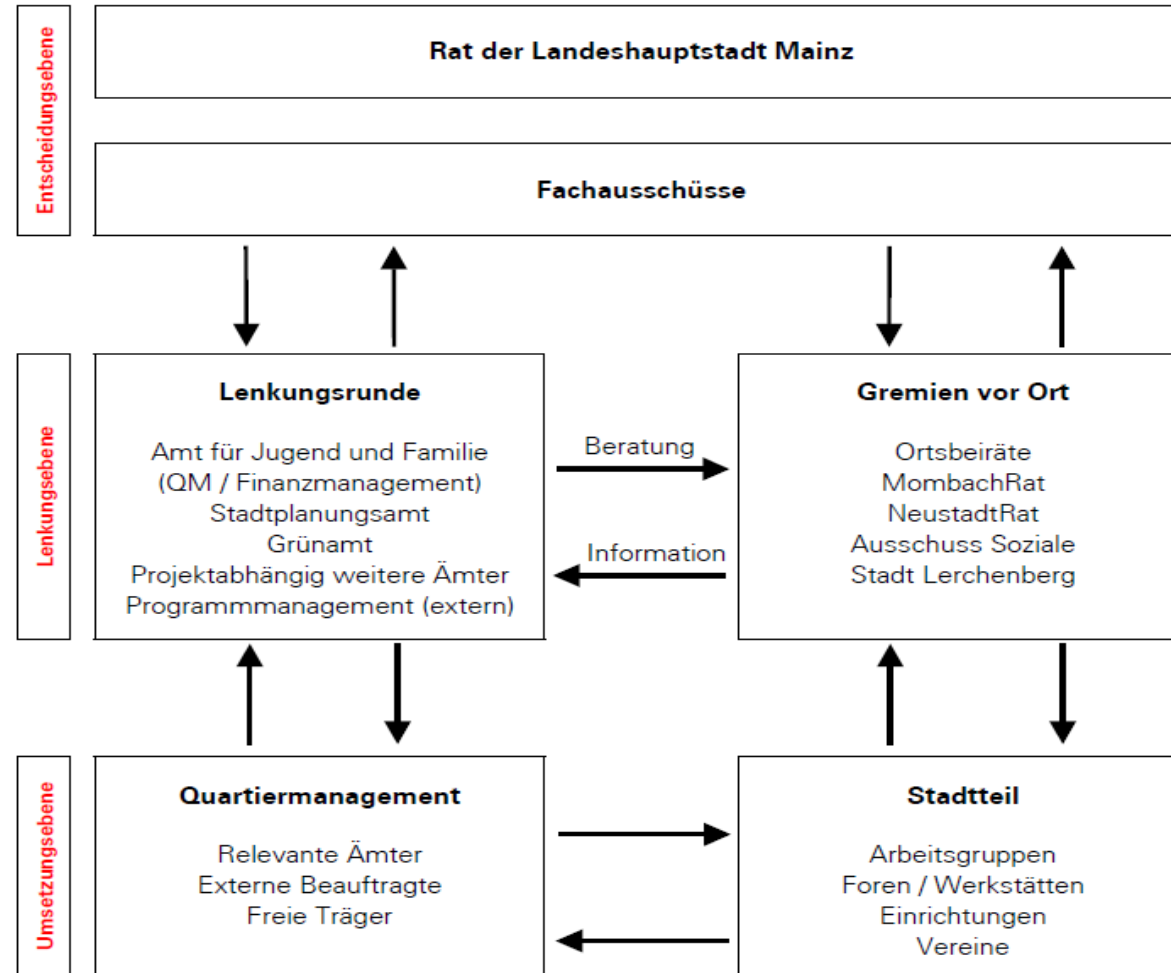 Entscheidungsebene
Rat der Landeshauptstadt Mainz
Fachausschüsse
Lenkungsebene
Lenkungsrunde
Amt für Jugend und Familie
(QM / Finanzmanagement)
Stadtplanungsamt
Grünamt
Projektabhängig weitere Ämter
Programmmanagement (extern)
Beratung
Information
Gremien vor Ort
Ortsbeiräte
MombachRat
NeustadtRat
Ausschuss Soziale
Stadt Lerchenberg
Umsetzungsebene
Quartiermanagement
Relevante Ämter
Externe Beauftragte
Freie Träger
Stadtteil
Arbeitsgruppen
Foren / Werkstätten
Einrichtungen
Vereine